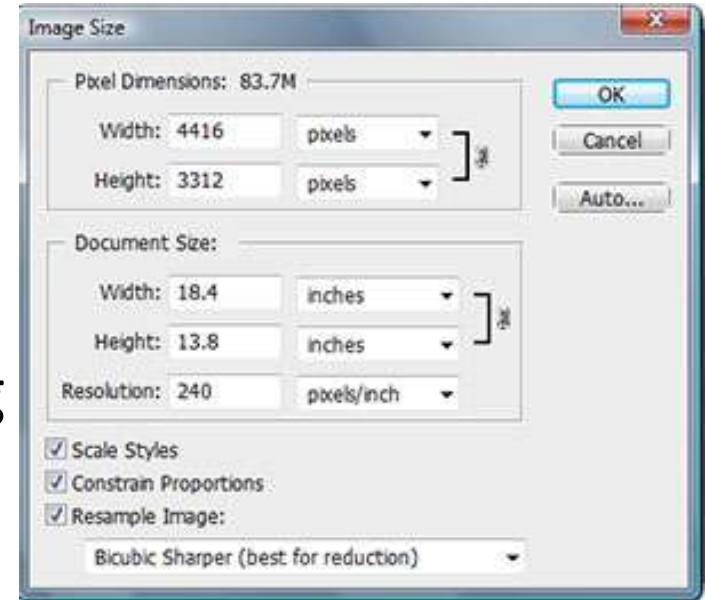 Image Size
Pixel Dimensions: 83.7M
OK
Width: 4416 pixels
Cancel
Height: 3312 pixels
Auto...
Document Size:
Width: 18.4 inches
Height: 13.8 inches
Resolution: 240 pixels/inch
Scale Styles
Constrain Proportions
Resample Image:
Bicubic Sharper (best for reduction)